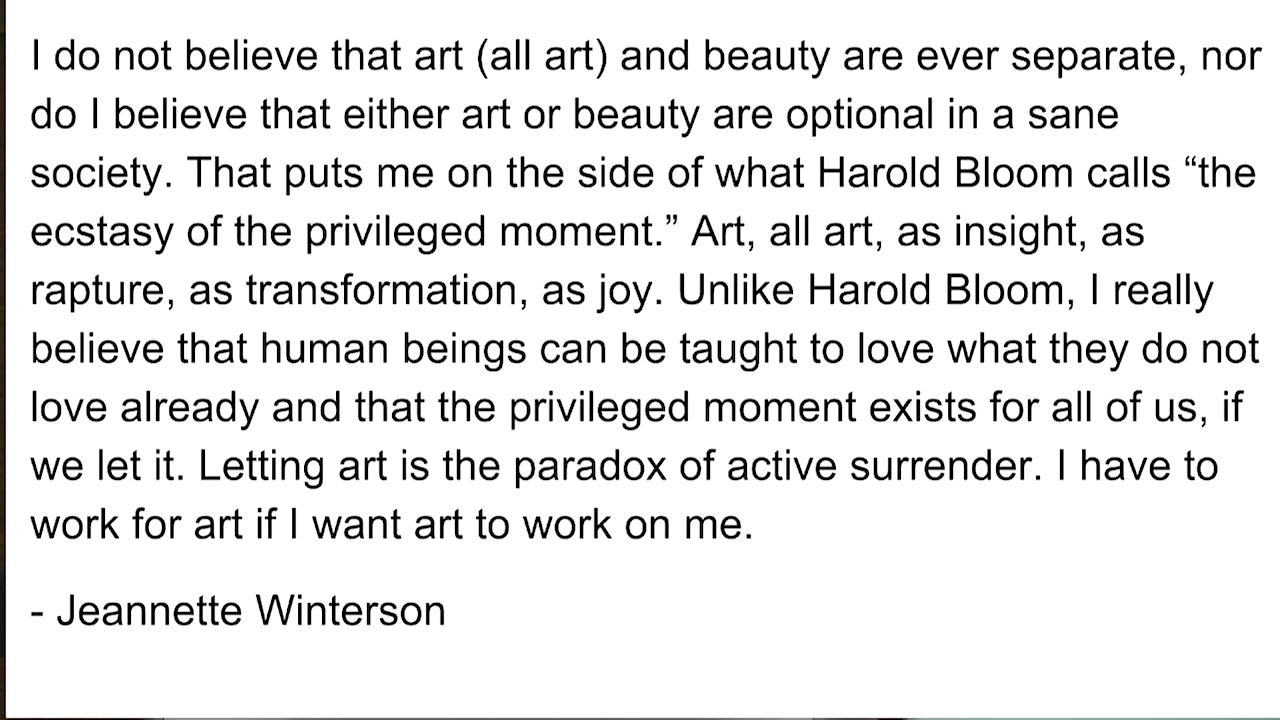 I do not believe that art (all art) and beauty are ever separate, nor
do I believe that either art or beauty are optional in a sane
society. That puts me on the side of what Harold Bloom calls “the
ecstasy of the privileged moment.” Art, all art, as insight, as
rapture, as transformation, as joy. Unlike Harold Bloom, I really
believe that human beings can be taught to love what they do not
love already and that the privileged moment exists for all of us, if
we let it. Letting art is the paradox of active surrender. I have to
work for art if I want art to work on me.
- Jeannette Winterson